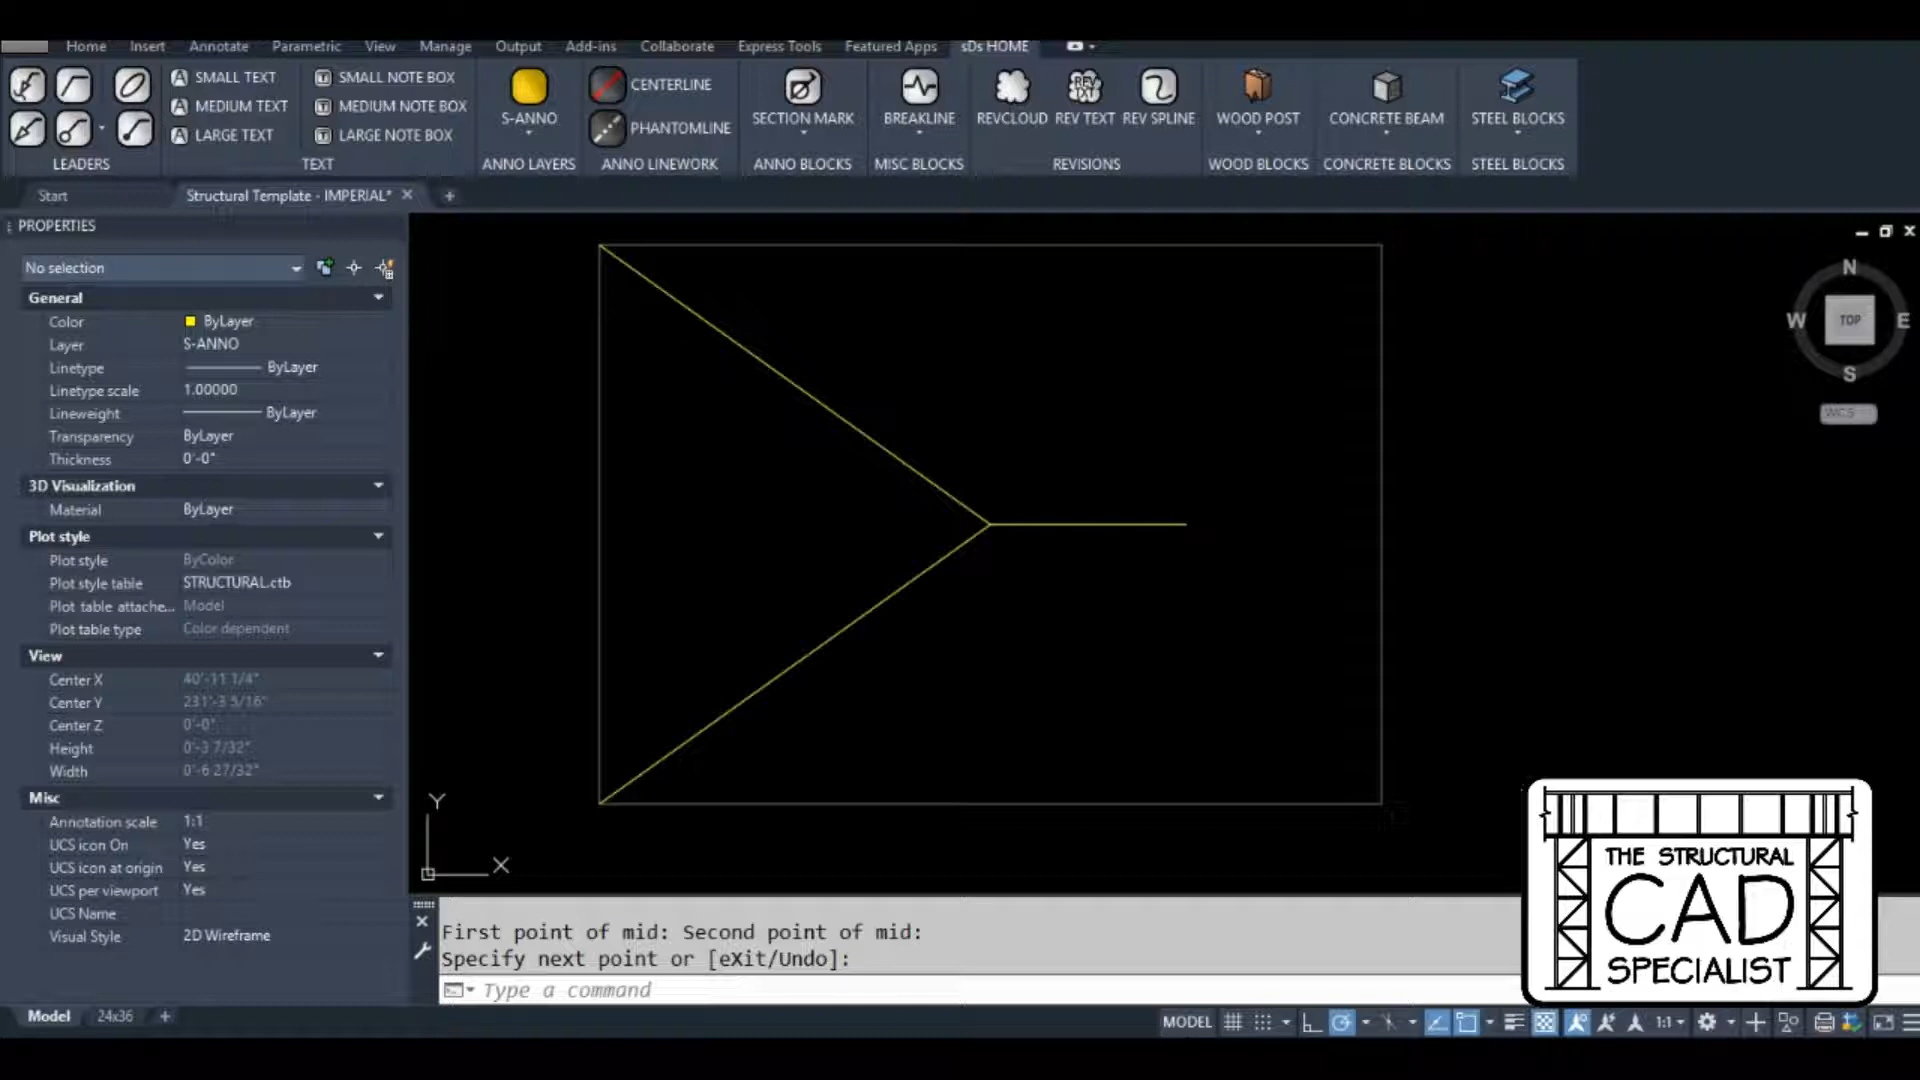 Home Insert Annotate Parametric View Manage Output Add-ins Collaborate Express Tools Featured Apps sDs HOME
SMALL TEXT
MEDIUM TEXT
LARGE TEXT
SMALL NOTE BOX
MEDIUM NOTE BOX
LARGE NOTE BOX
S-ANNO
CENTERLINE
PHANTOMLINE
SECTION MARK
BREAKLINE
REVCLOUD REV TEXT REV SPLINE
WOOD POST
CONCRETE BEAM
STEEL BLOCKS
LEADERS TEXT ANNO LAYERS ANNO LINEWORK ANNO BLOCKS MISC BLOCKS REVISIONS WOOD BLOCKS CONCRETE BLOCKS STEEL BLOCKS
Start Structural Template - IMPERIAL*
PROPERTIES
No selection
General
Color ByLayer
Layer S-ANNO
Linetype ByLayer
Linetype scale 1.00000
Lineweight ByLayer
Transparency ByLayer
Thickness 0'-0"
3D Visualization
Material ByLayer
Plot style
Plot style ByColor
Plot style table STRUCTURAL.ctb
Plot table attache... Model
Plot table type Color dependent
View
Center X 40'-11 1/4"
Center Y 231'-3 5/16"
Center Z 0'-0"
Height 0'-3 7/32"
Width 0'-6 27/32"
Misc
Annotation scale 1:1
UCS icon On Yes
UCS icon at origin Yes
UCS per viewport Yes
UCS Name
Visual Style 2D Wireframe
N
W TOP E
S
WCS
Y
X
First point of mid: Second point of mid:
Specify next point or [eXit/Undo]:
Type a command
THE STRUCTURAL
CAD
SPECIALIST
Model 24x36
MODEL 1:1